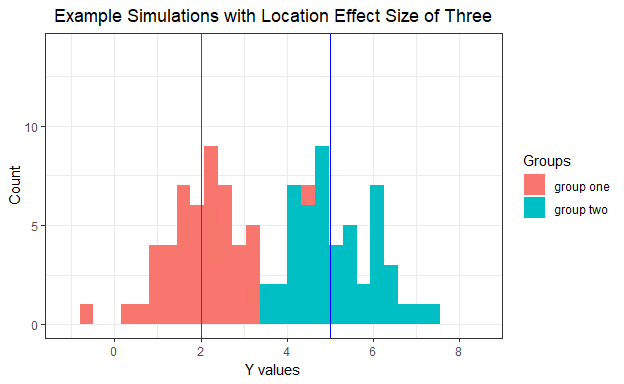 Example Simulations with Location Effect Size of Three
10
5
0
Count
0 2 4 6 8
Y values
Groups
group one
group two